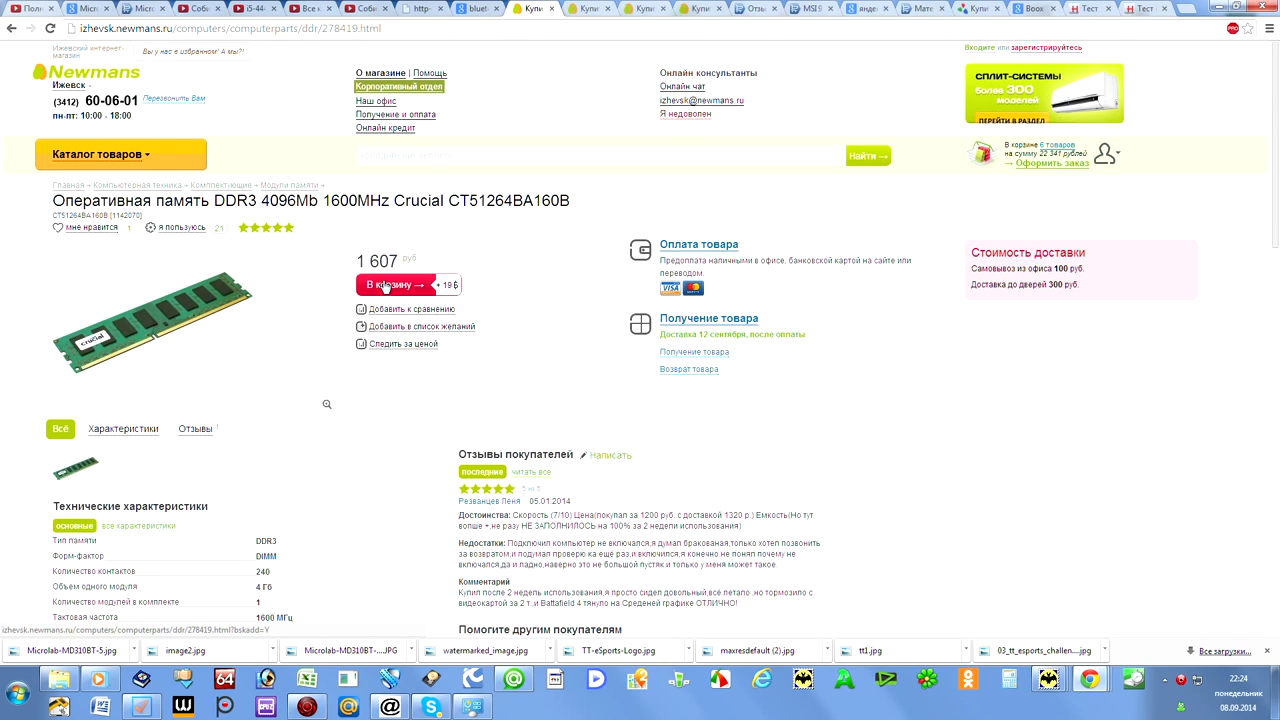 izhevsk.newmans.ru/computers/computerparts/ddr/278419.html
Ижевский интернет-магазин
Вы у нас в избранном! А мы?
Newmans
Ижевск
(3412) 60-06-01
Перезвонить Вам
пн-пт: 10:00 - 18:00
О магазине | Помощь
Корпоративный отдел
Наш офис
Получение и оплата
Онлайн кредит
Онлайн консультанты
Онлайн чат
izhevsk@newmans.ru
Я недоволен
Войдите или зарегистрируйтесь
СПЛИТ-СИСТЕМЫ
более 300
моделей
ПЕРЕЙТИ В РАЗДЕЛ
Каталог товаров
Найти →
В корзине 6 товаров
на сумму 22 341 рублей
→ Оформить заказ
Главная → Компьютерная техника → Комплектующие → Модули памяти →
Оперативная память DDR3 4096Mb 1600MHz Crucial CT51264BA160B
CT51264BA160B [1142070]
мне нравится 1
я пользуюсь 21
1 607 руб
В корзину →
+ 19 Б
Добавить к сравнению
Добавить в список желаний
Следить за ценой
Оплата товара
Предоплата наличными в офисе, банковской картой на сайте или
переводом.
VISA
Получение товара
Доставка 12 сентября, после оплаты
Получение товара
Возврат товара
Стоимость доставки
Самовывоз из офиса 100 руб.
Доставка до дверей 300 руб.
crucial
Всё
Характеристики
Отзывы 1
Технические характеристики
основные
все характеристики
Тип памяти DDR3
Форм-фактор DIMM
Количество контактов 240
Объем одного модуля 4 Гб
Количество модулей в комплекте 1
Тактовая частота 1600 МГц
Отзывы покупателей
Написать
последние
читать все
5 из 5
Резванцев Леня 05.01.2014
Достоинства: Скорость (7/10) Цена(покупал за 1200 руб. с доставкой 1320 р.) Емкость(Но тут
вопше +,не разу НЕ ЗАПОЛНИЛОСЬ на 100% за 2 недели использования)
Недостатки: Подключил компьютер не включался,я думал бракованая,только хотел позвонить
за возвратом,и подумал проверю ка ещё раз,и включился,я конечно не понял почему не
включался,да и ладно,наверно это не большой пустяк и только у меня может такое.
Комментарий
Купил после 2 недель использования,я просто сидел довольный,всё летало ,но тормозило с
видеокартой за 2 т.,и Battafield 4 тянуло на Средней графике ОТЛИЧНО!
Помогите другим покупателям
izhevsk.newmans.ru/computers/computerparts/ddr/278419.html?bskadd=Y
Microlab-MD310BT-5.jpg
image2.jpg
Microlab-MD310BT-....JPG
watermarked_image.jpg
TT-eSports-Logo.jpg
maxresdefault (2).jpg
tt1.jpg
03_tt_esports_challen....jpg
Все загрузки...
64
22:24
понедельник
08.09.2014